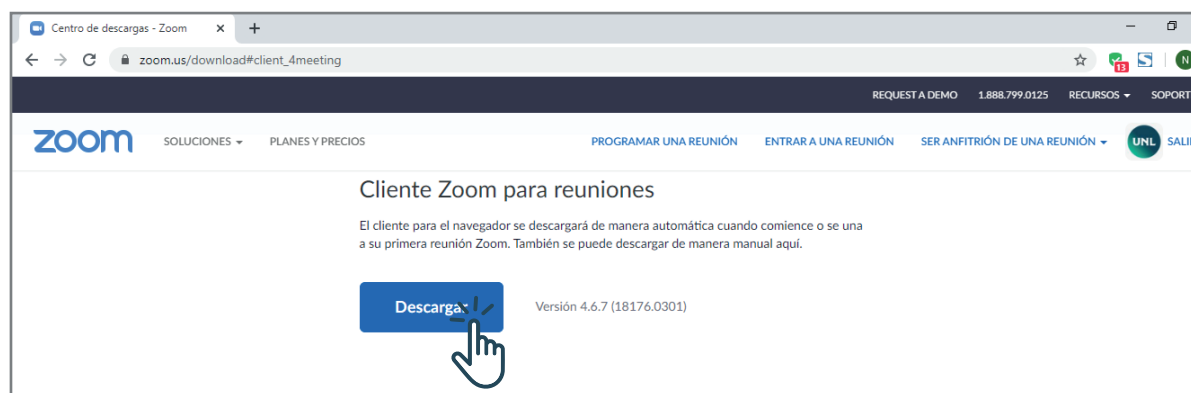 Centro de descargas - Zoom
zoom.us/download#client_4meeting
13
N
REQUEST A DEMO 1.888.799.0125 RECURSOS SOPORT
zoom SOLUCIONES PLANES Y PRECIOS PROGRAMAR UNA REUNIÓN ENTRAR A UNA REUNIÓN SER ANFITRIÓN DE UNA REUNIÓN UNL SALI
Cliente Zoom para reuniones
El cliente para el navegador se descargará de manera automática cuando comience o se una
a su primera reunión Zoom. También se puede descargar de manera manual aquí.
Descargar Versión 4.6.7 (18176.0301)